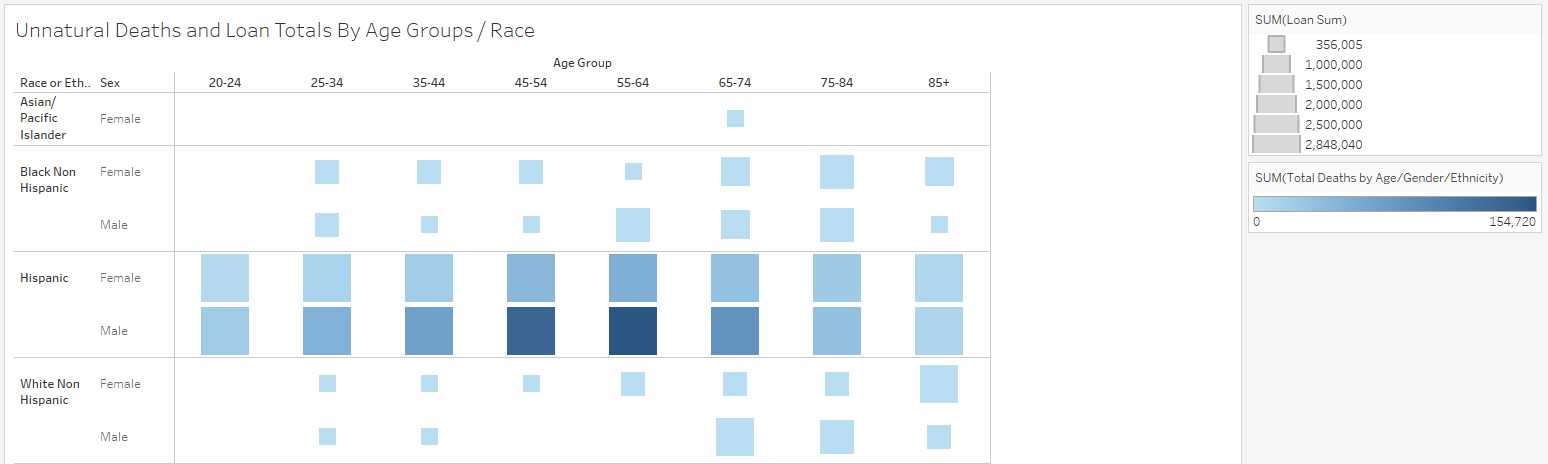 Unnatural Deaths and Loan Totals By Age Groups / Race
Age Group
Race or Eth.. Sex 20-24 25-34 35-44 45-54 55-64 65-74 75-84 85+
Asian/
Pacific
Islander
Female
Black Non
Hispanic
Female
Male
Hispanic
Female
Male
White Non
Hispanic
Female
Male
SUM(Loan Sum)
356,005
1,000,000
1,500,000
2,000,000
2,500,000
2,848,040
SUM(Total Deaths by Age/Gender/Ethnicity)
0 154,720